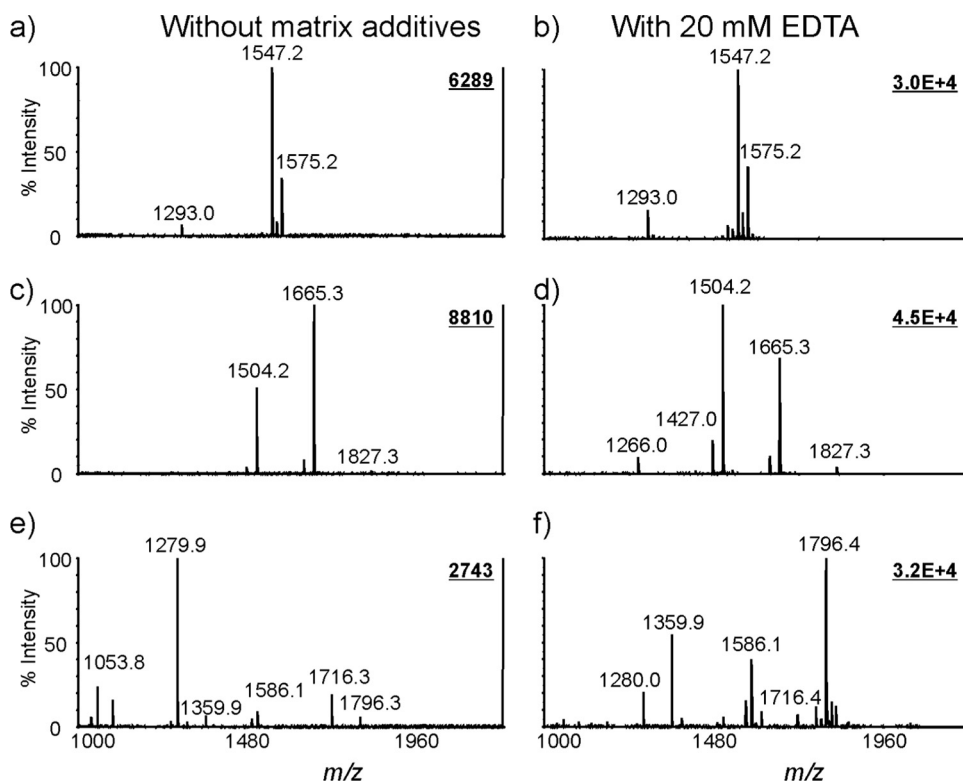 a) Without matrix additives
b) With 20 mM EDTA
% Intensity
100
50
0
1547.2
1575.2
1293.0
6289
1547.2
1575.2
1293.0
3.0E+4
c)
% Intensity
100
50
0
1665.3
1504.2
1827.3
8810
d)
1504.2
1665.3
1427.0
1266.0
1827.3
4.5E+4
e)
% Intensity
100
50
0
1279.9
1053.8
1359.9
1586.1
1716.3
1796.3
2743
1000 1480 1960
m/z
f)
1796.4
1359.9
1586.1
1280.0
1716.4
3.2E+4
1000 1480 1960
m/z